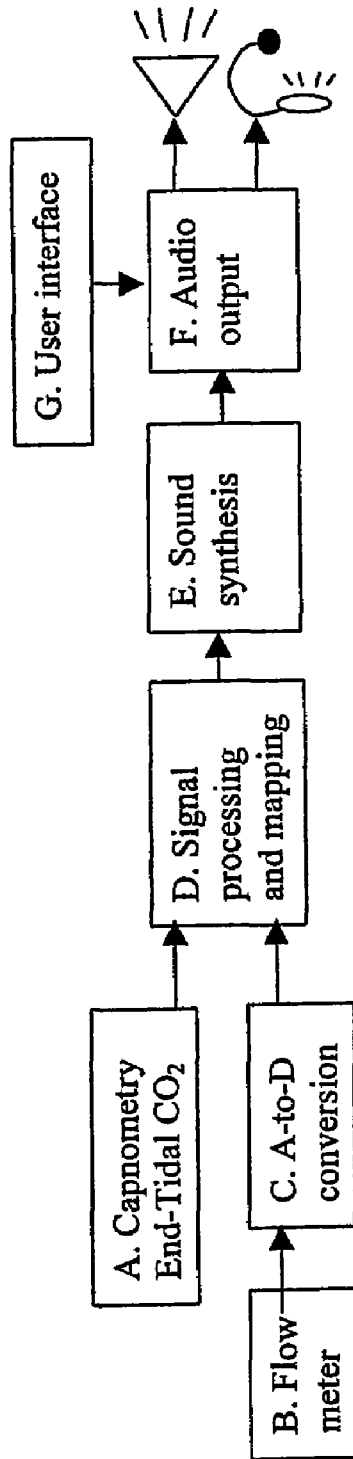 A. Capnometry
End-Tidal CO₂
B. Flow
meter
C. A-to-D
conversion
D. Signal
processing
and mapping
E. Sound
synthesis
F. Audio
output
G. User interface